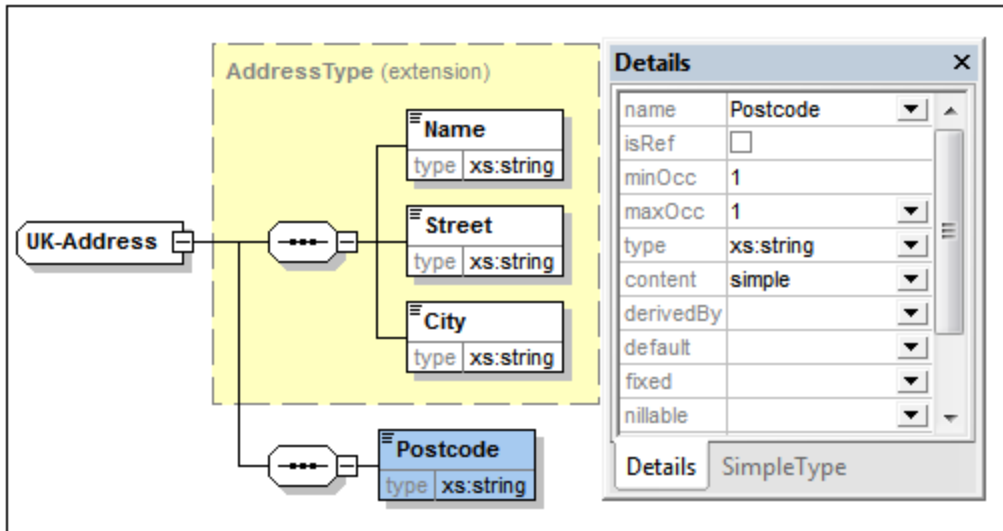 AddressType (extension)
Name
type xs:string
Street
type xs:string
City
type xs:string
UK-Address
Postcode
type xs:string
Details
name Postcode
isRef
minOcc 1
maxOcc 1
type xs:string
content simple
derivedBy
default
fixed
nillable
Details SimpleType